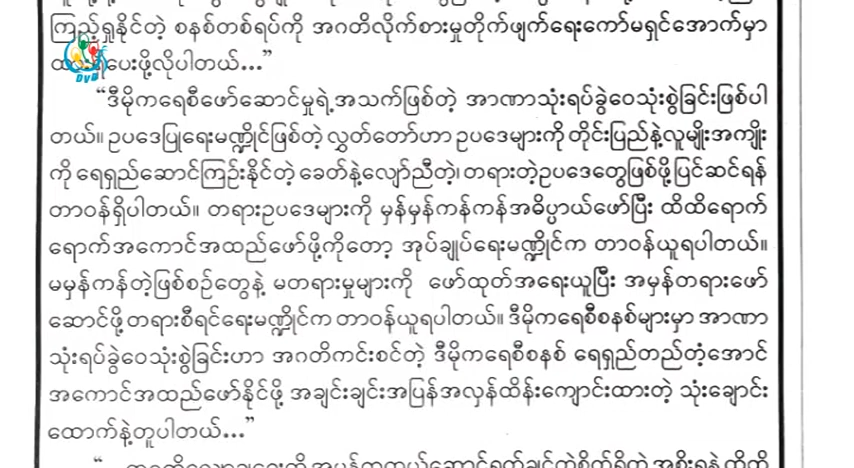 ကြည့်ရှုနိုင်တဲ့ စနစ်တစ်ရပ်ကို အဂတိလိုက်စားမှုတိုက်ဖျက်ရေးကော်မရှင်အောက်မှာ
ပေးဖို့လိုပါတယ်...”
DVB
“ဒီမိုကရေစီဖော်ဆောင်မှုရဲ့အသက်ဖြစ်တဲ့ အာဏာသုံးရပ်ခွဲဝေသုံးစွဲခြင်းဖြစ်ပါ
တယ်။ ဥပဒေပြုရေးမဏ္ဍိုင်ဖြစ်တဲ့ လွှတ်တော်ဟာ ဥပဒေများကို တိုင်းပြည်နဲ့လူမျိုးအကျိုး
ကို ရေရှည်ဆောင်ကြဉ်းနိုင်တဲ့ ခေတ်နဲ့လျော်ညီတဲ့၊ တရားတဲ့ဥပဒေတွေဖြစ်ဖို့ပြင်ဆင်ရန်
တာဝန်ရှိပါတယ်။ တရားဥပဒေများကို မှန်မှန်ကန်ကန်အဓိပ္ပာယ်ဖော်ပြီး ထိထိရောက်
ရောက်အကောင်အထည်ဖော်ဖို့ကိုတော့ အုပ်ချုပ်ရေးမဏ္ဍိုင်က တာဝန်ယူရပါတယ်။
မမှန်ကန်တဲ့ဖြစ်စဉ်တွေနဲ့ မတရားမှုများကို ဖော်ထုတ်အရေးယူပြီး အမှန်တရားဖော်
ဆောင်ဖို့ တရားစီရင်ရေးမဏ္ဍိုင်က တာဝန်ယူရပါတယ်။ ဒီမိုကရေစီစနစ်များမှာ အာဏာ
သုံးရပ်ခွဲဝေသုံးစွဲခြင်းဟာ အဂတိကင်းစင်တဲ့ ဒီမိုကရေစီစနစ် ရေရှည်တည်တံ့အောင်
အကောင်အထည်ဖော်နိုင်ဖို့ အချင်းချင်းအပြန်အလှန်ထိန်းကျောင်းထားတဲ့ သုံးချောင်း
ထောက်နဲ့တူပါတယ်...”